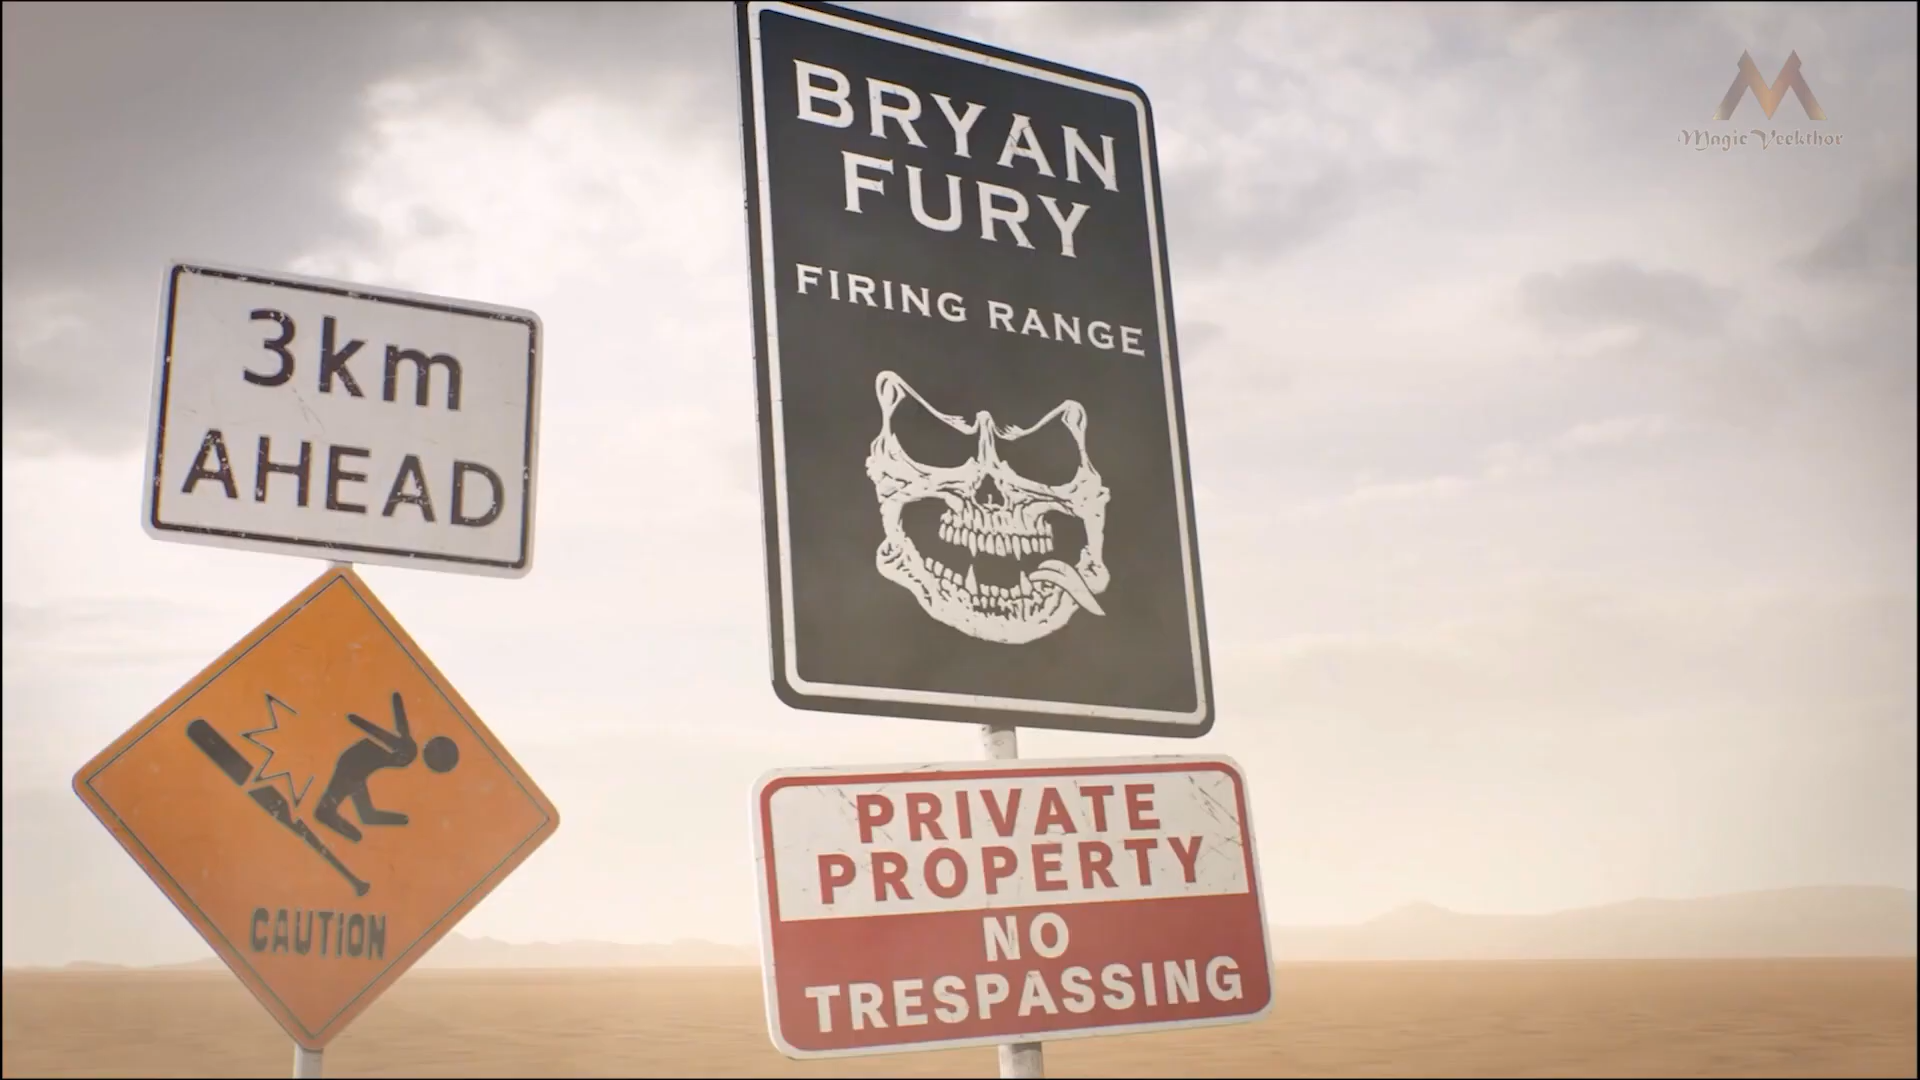 3km
AHEAD
CAUTION
BRYAN
FURY
FIRING RANGE
PRIVATE
PROPERTY
NO
TRESPASSING
Magic Veekthor